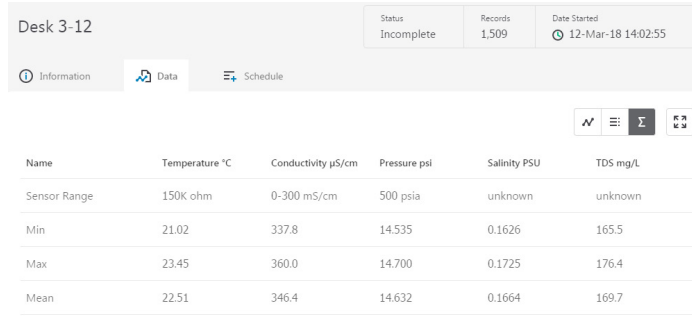 Desk 3-12
Status Records Date Started
Incomplete 1,509 12-Mar-18 14:02:55
Information Data Schedule
Σ
Name Temperature °C Conductivity µS/cm Pressure psi Salinity PSU TDS mg/L
Sensor Range 150K ohm 0-300 mS/cm 500 psia unknown unknown
Min 21.02 337.8 14.535 0.1626 165.5
Max 23.45 360.0 14.700 0.1725 176.4
Mean 22.51 346.4 14.632 0.1664 169.7